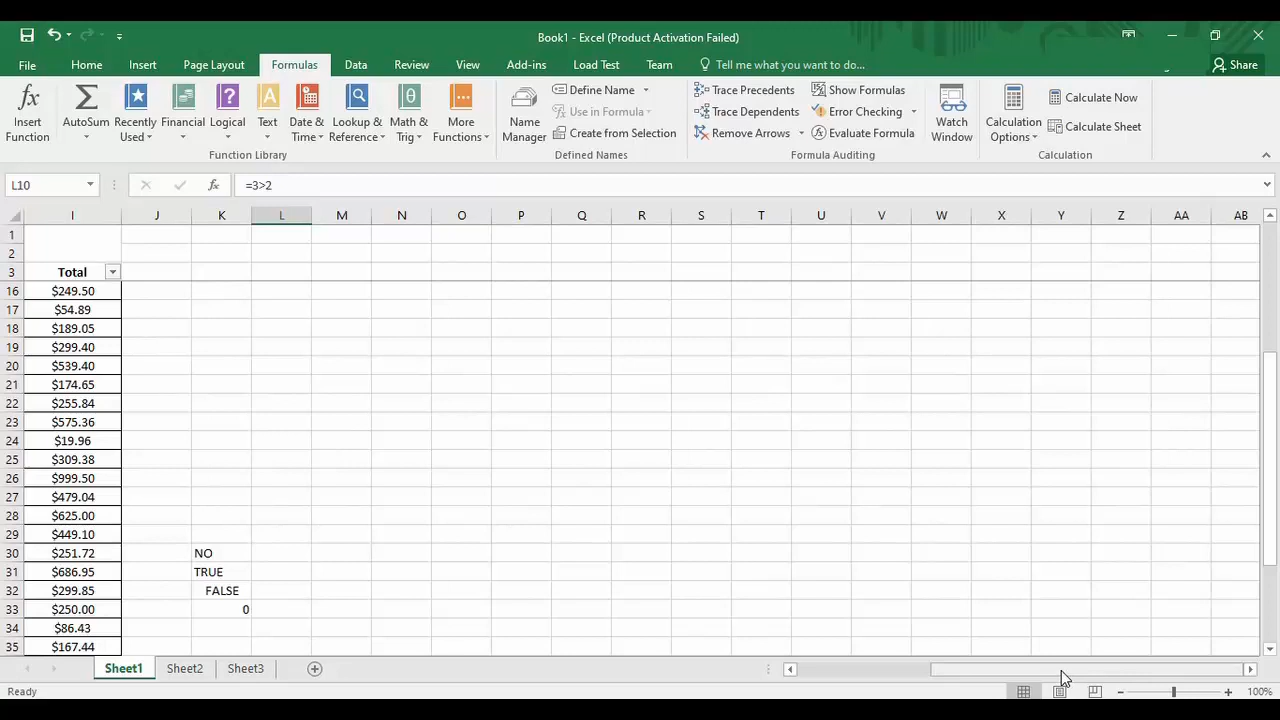 Book1 - Excel (Product Activation Failed)
File Home Insert Page Layout Formulas Data Review View Add-ins Load Test Team Tell me what you want to do... Share
fx Insert Function
Σ AutoSum
Recently Used
Financial
Logical
Text
Date & Time
Lookup & Reference
Math & Trig
More Functions
Function Library
Name Manager
Define Name
Use in Formula
Create from Selection
Defined Names
Trace Precedents
Trace Dependents
Remove Arrows
Show Formulas
Error Checking
Evaluate Formula
Formula Auditing
Watch Window
Calculation Options
Calculate Now
Calculate Sheet
Calculation
L10 fx =3>2
I J K L M N O P Q R S T U V W X Y Z AA AB
1
2
3 Total
16 $249.50
17 $54.89
18 $189.05
19 $299.40
20 $539.40
21 $174.65
22 $255.84
23 $575.36
24 $19.96
25 $309.38
26 $999.50
27 $479.04
28 $625.00
29 $449.10
30 $251.72 NO
31 $686.95 TRUE
32 $299.85 FALSE
33 $250.00 0
34 $86.43
35 $167.44
Sheet1 Sheet2 Sheet3
Ready 100%